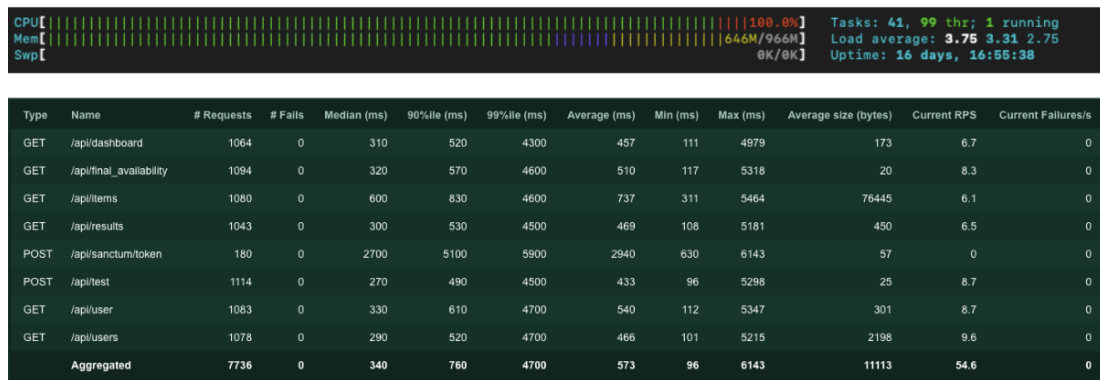 CPU[||||||||||||||||||||||||||||||||||||||||||||||||||||||||||||||||||||||||||||||100.0%] Tasks: 41, 99 thr; 1 running
Mem[|||||||||||||||||||||||||||||||||||||||||||||||||||||||||||||||||||||||||||646M/966M] Load average: 3.75 3.31 2.75
Swp[ 0K/0K] Uptime: 16 days, 16:55:38
Type Name # Requests # Fails Median (ms) 90%ile (ms) 99%ile (ms) Average (ms) Min (ms) Max (ms) Average size (bytes) Current RPS Current Failures/s
GET /api/dashboard 1064 0 310 520 4300 457 111 4979 173 6.7 0
GET /api/final_availability 1094 0 320 570 4600 510 117 5318 20 8.3 0
GET /api/items 1080 0 600 830 4600 737 311 5464 76445 6.1 0
GET /api/results 1043 0 300 530 4500 469 108 5181 450 6.5 0
POST /api/sanctum/token 180 0 2700 5100 5900 2940 630 6143 57 0 0
POST /api/test 1114 0 270 490 4500 433 96 5298 25 8.7 0
GET /api/user 1083 0 330 610 4700 540 112 5347 301 8.7 0
GET /api/users 1078 0 290 520 4700 466 101 5215 2198 9.6 0
Aggregated 7736 0 340 760 4700 573 96 6143 11113 54.6 0